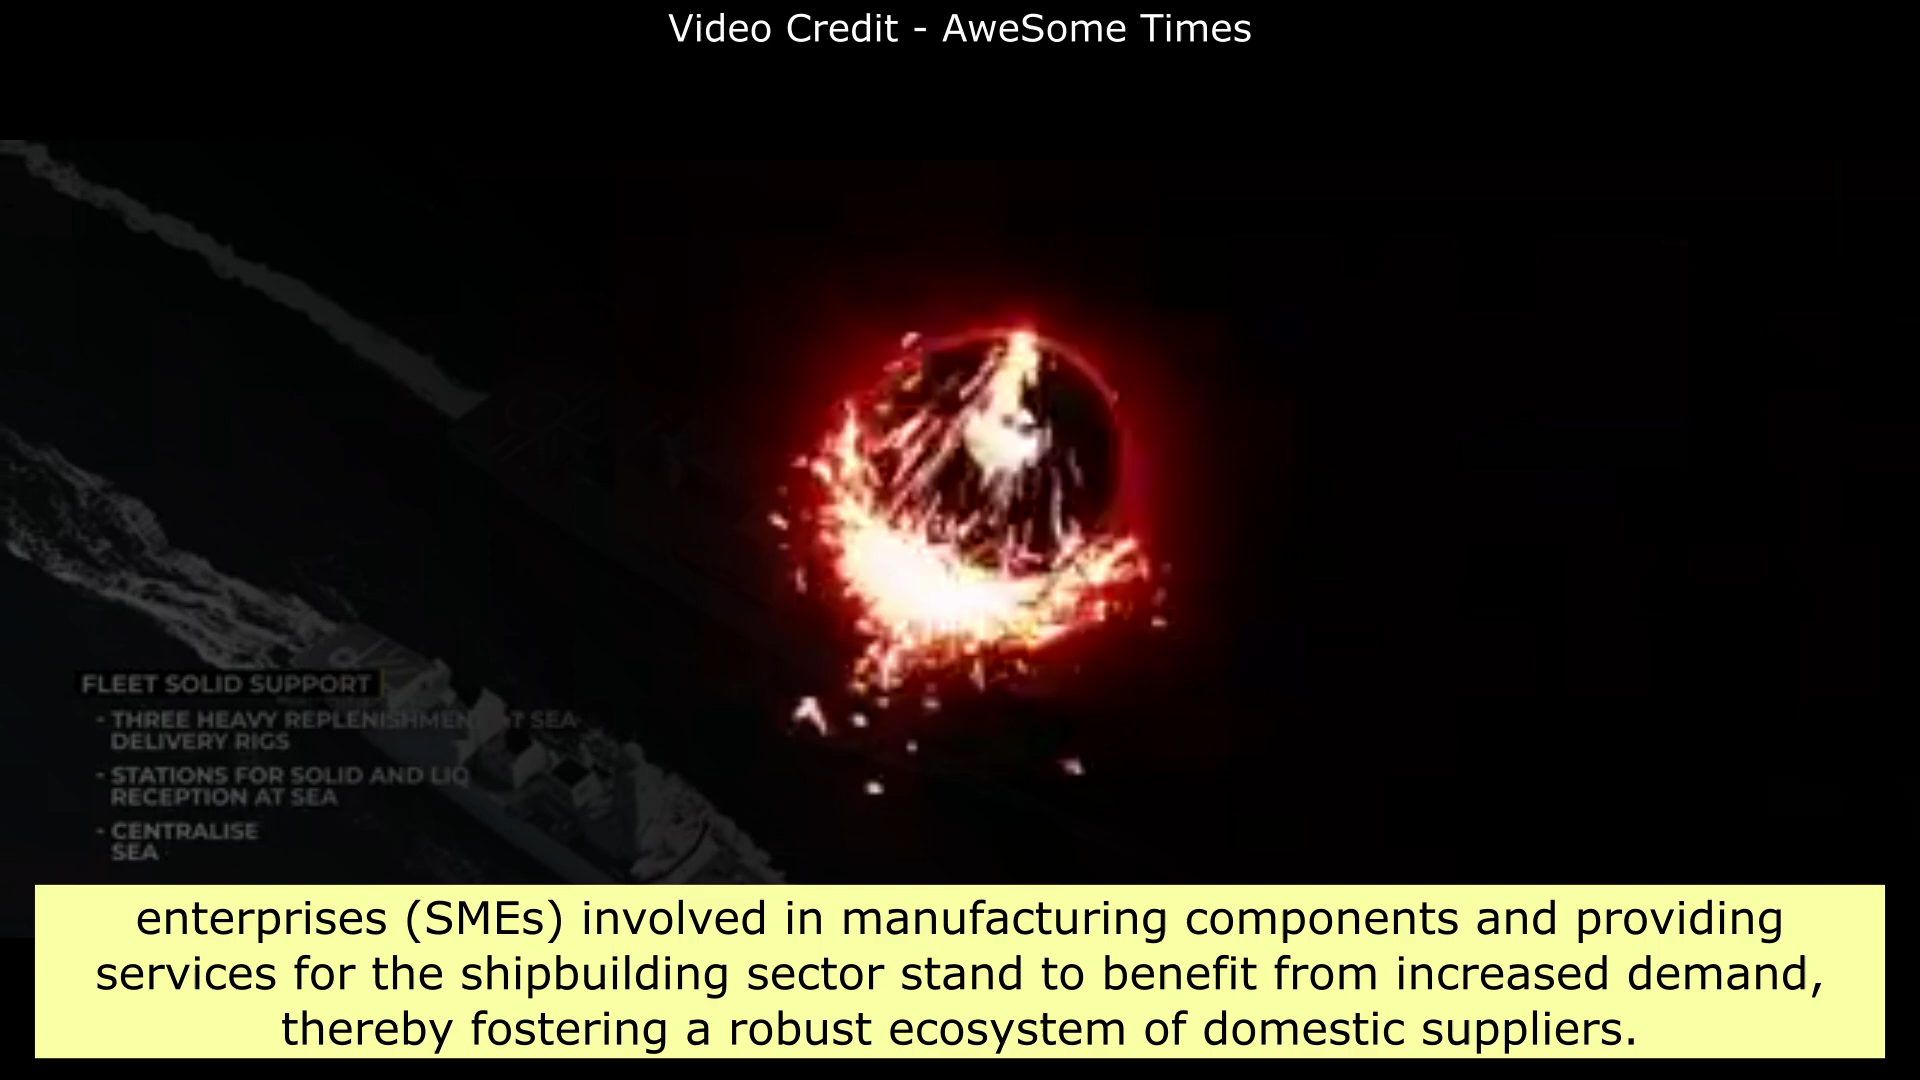 Video Credit - AweSome Times
FLEET SOLID SUPPORT
- THREE HEAVY REPLENISHMEN AT SEA
DELIVERY RIGS
- STATIONS FOR SOLID AND LIQ
RECEPTION AT SEA
- CENTRALISE
SEA
enterprises (SMEs) involved in manufacturing components and providing
services for the shipbuilding sector stand to benefit from increased demand,
thereby fostering a robust ecosystem of domestic suppliers.